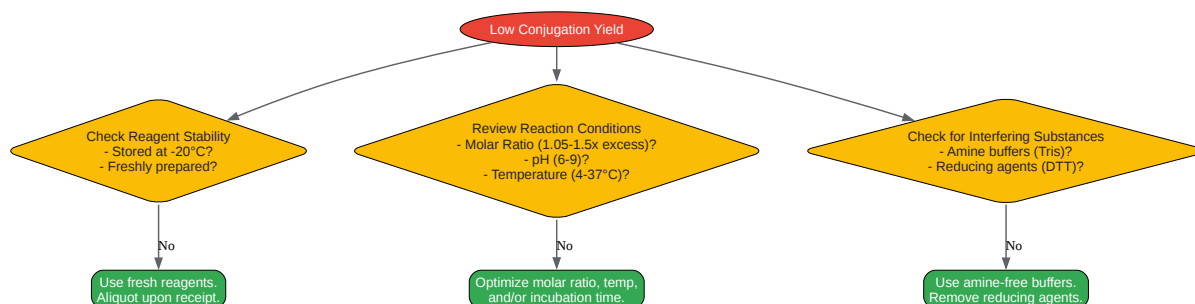 Low Conjugation Yield
Check Reagent Stability
- Stored at -20°C?
- Freshly prepared?
Review Reaction Conditions
- Molar Ratio (1.05-1.5x excess)?
- pH (6-9)?
- Temperature (4-37°C)?
Check for Interfering Substances
- Amine buffers (Tris)?
- Reducing agents (DTT)?
No
No
No
Use fresh reagents.
Aliquot upon receipt.
Optimize molar ratio, temp,
and/or incubation time.
Use amine-free buffers.
Remove reducing agents.